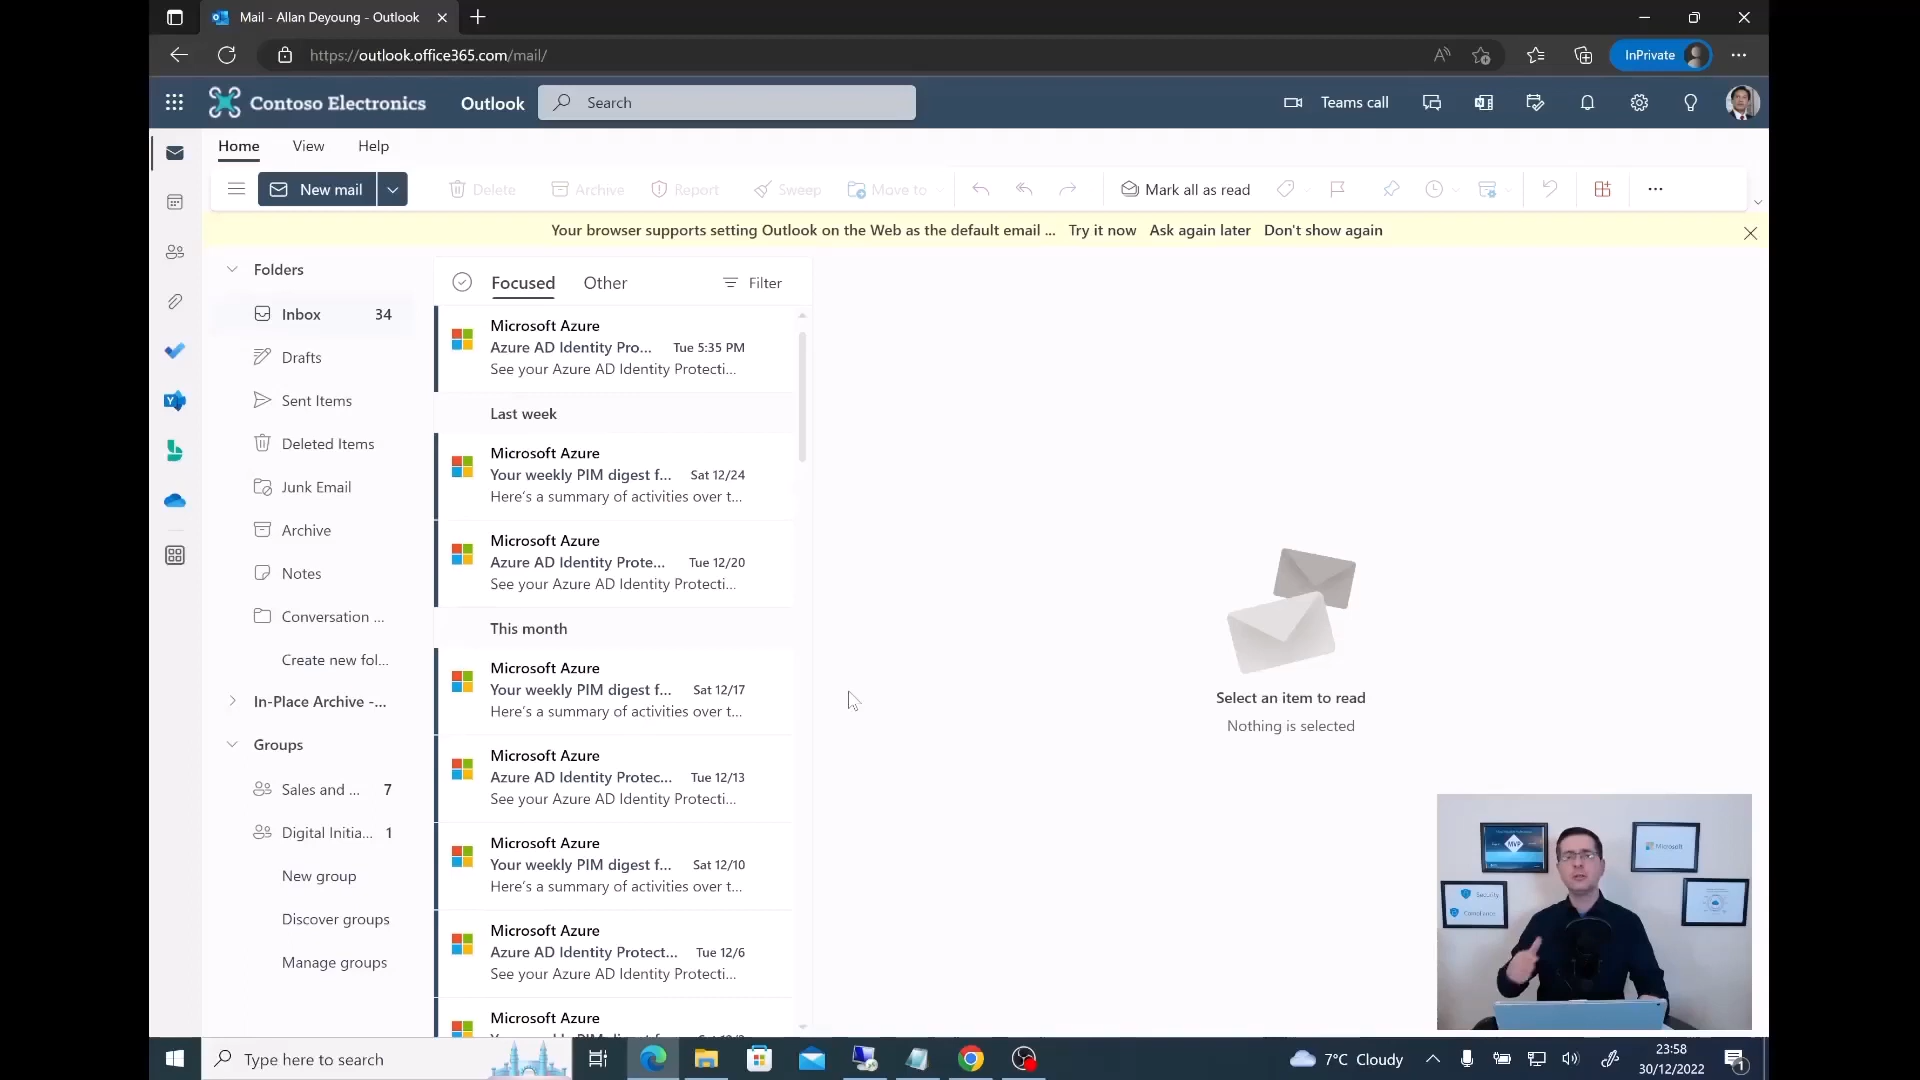 Mail - Allan Deyoung - Outlook
https://outlook.office365.com/mail/
InPrivate
Contoso Electronics
Outlook
Search
Teams call
Home
View
Help
New mail
Delete
Archive
Report
Sweep
Move to
Mark all as read
Your browser supports setting Outlook on the Web as the default email ... Try it now Ask again later Don't show again
Folders
Inbox 34
Drafts
Sent Items
Deleted Items
Junk Email
Archive
Notes
Conversation ...
Create new fol...
In-Place Archive -...
Groups
Sales and ... 7
Digital Initia... 1
New group
Discover groups
Manage groups
Focused
Other
Filter
Microsoft Azure
Azure AD Identity Pro... Tue 5:35 PM
See your Azure AD Identity Protecti...
Last week
Microsoft Azure
Your weekly PIM digest f... Sat 12/24
Here's a summary of activities over t...
Microsoft Azure
Azure AD Identity Prote... Tue 12/20
See your Azure AD Identity Protecti...
This month
Microsoft Azure
Your weekly PIM digest f... Sat 12/17
Here's a summary of activities over t...
Microsoft Azure
Azure AD Identity Protec... Tue 12/13
See your Azure AD Identity Protecti...
Microsoft Azure
Your weekly PIM digest f... Sat 12/10
Here's a summary of activities over t...
Microsoft Azure
Azure AD Identity Protect... Tue 12/6
See your Azure AD Identity Protecti...
Microsoft Azure
Select an item to read
Nothing is selected
MVP
Microsoft
Security
Compliance
Type here to search
7°C Cloudy
23:58
30/12/2022
1